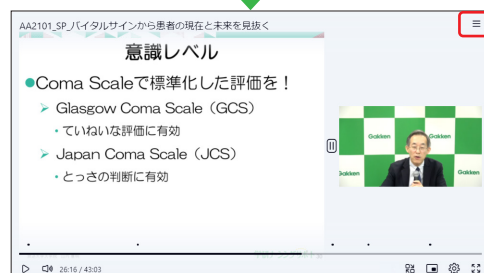 AA2101_SP_バイタルサインから患者の現在と未来を見抜く
意識レベル
●Coma Scaleで標準化した評価を！
➢ Glasgow Coma Scale（GCS）
・ていねいな評価に有効
➢ Japan Coma Scale（JCS）
・とっさの判断に有効
Gakken
Gakken
Gakken
Gakken
26:16 / 43:03